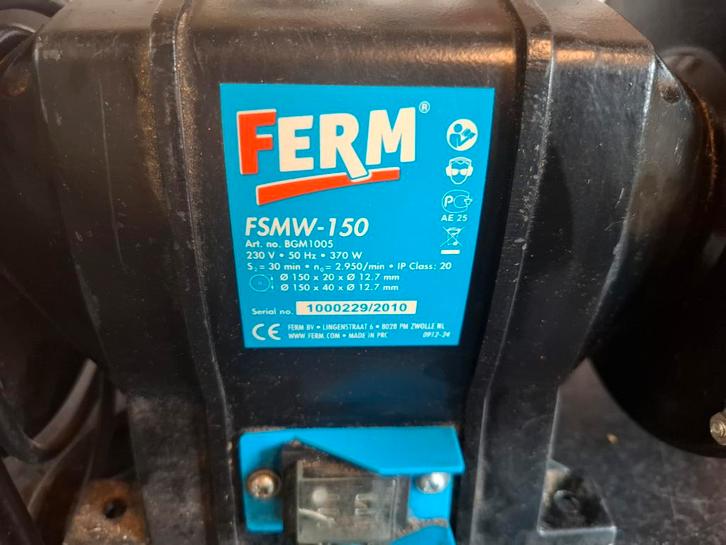 FERM®
FSMW-150
Art. no. BGM1005
230 V • 50 Hz • 370 W
S₂ = 30 min • n₀ = 2.950/min • IP Class: 20
Ø 150 x 20 x Ø 12.7 mm
Ø 150 x 40 x Ø 12.7 mm
Serial no. 1000229/2010
CE FERM BV • LINGENSTRAAT 6 • 8028 PM ZWOLLE NL
WWW.FERM.COM • MADE IN PRC 0912-24
AE 25